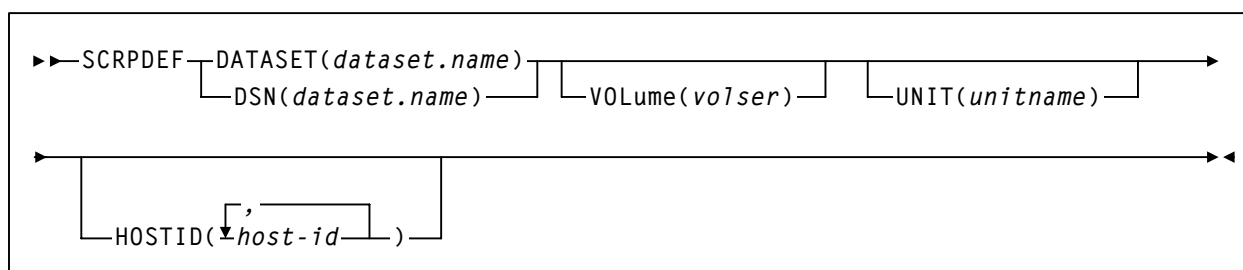 SCRPDEF DATASET(dataset.name)
DSN(dataset.name) VOLume(volser) UNIT(unitname)
HOSTID( host-id )
,